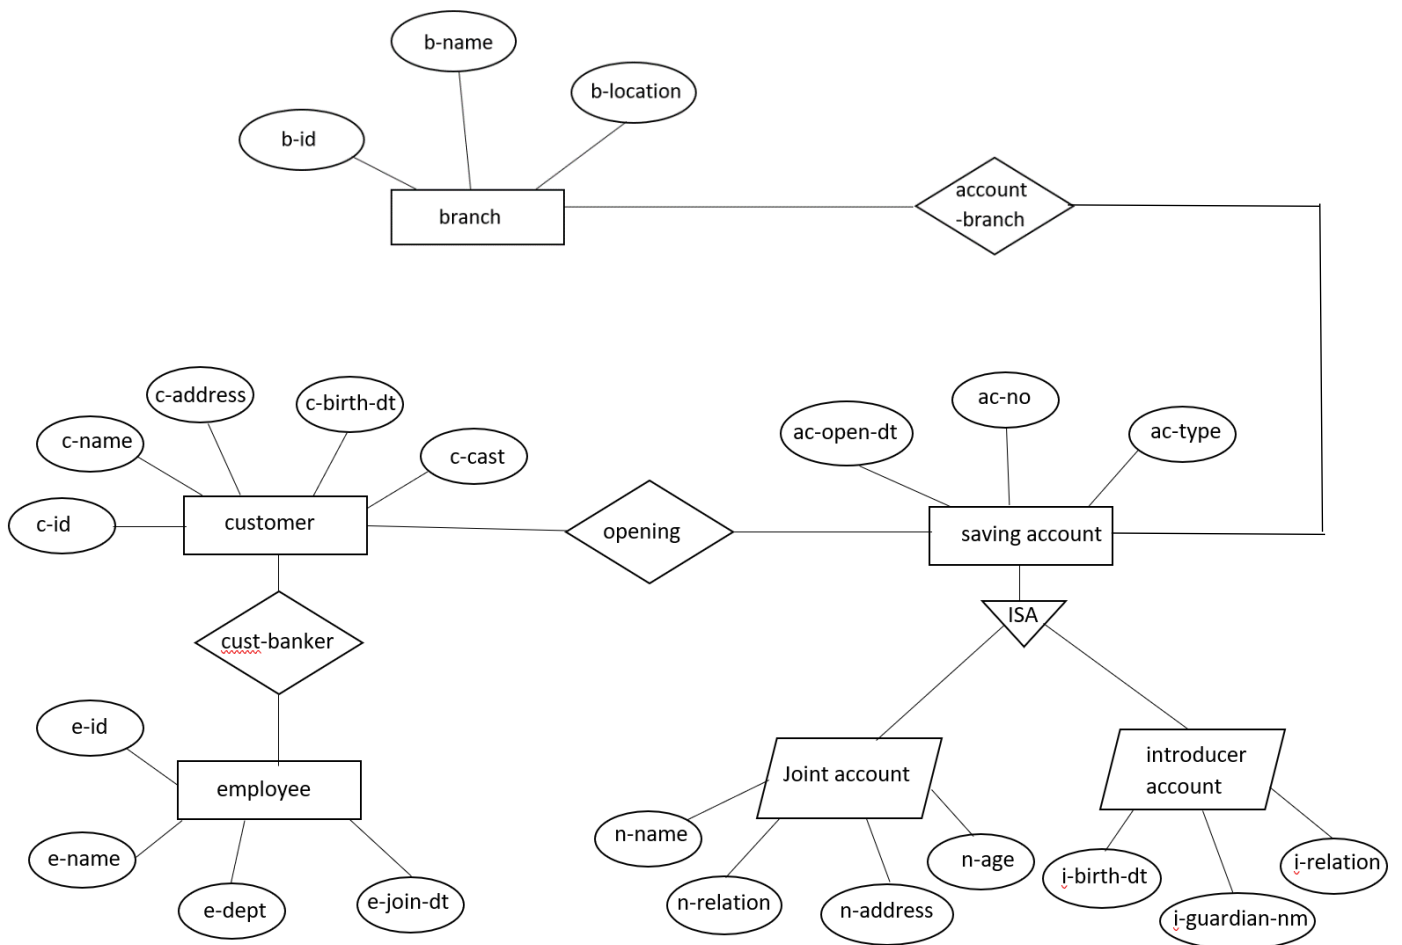 b-name
b-location
b-id
branch
account
-branch
c-address
c-birth-dt
c-name
c-cast
c-id
customer
opening
ac-open-dt
ac-no
ac-type
saving account
cust-banker
ISA
e-id
employee
e-name
e-dept
e-join-dt
Joint account
n-name
n-relation
n-address
n-age
introducer
account
i-birth-dt
i-guardian-nm
i-relation